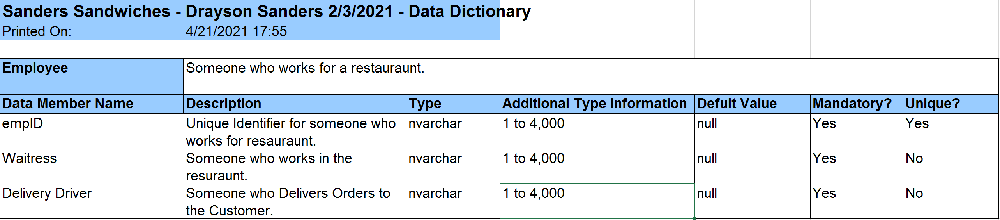 Sanders Sandwiches - Drayson Sanders 2/3/2021 - Data Dictionary
Printed On: 4/21/2021 17:55
Employee Someone who works for a restauraunt.
Data Member Name Description Type Additional Type Information Defult Value Mandatory? Unique?
empID Unique Identifier for someone who nvarchar 1 to 4,000 null Yes Yes
works for resauraunt.
Waitress Someone who works in the nvarchar 1 to 4,000 null Yes No
resuraunt.
Delivery Driver Someone who Delivers Orders to nvarchar 1 to 4,000 null Yes No
the Customer.